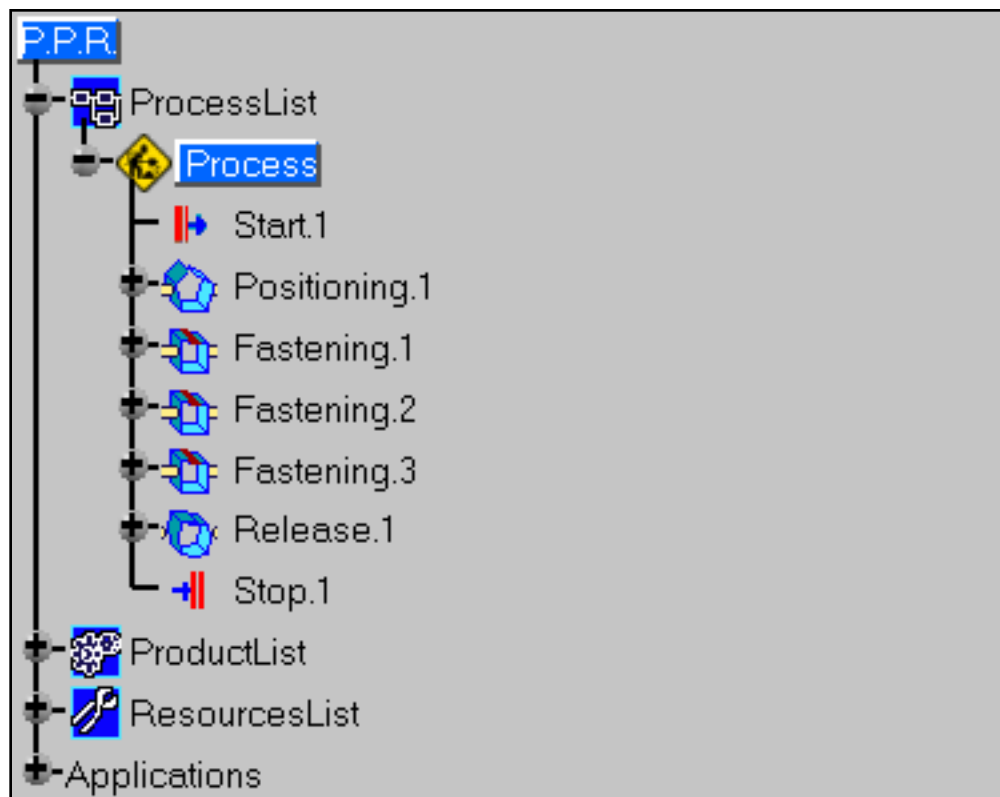 P.P.R.
ProcessList
Process
Start.1
Positioning.1
Fastening.1
Fastening.2
Fastening.3
Release.1
Stop.1
ProductList
ResourcesList
Applications